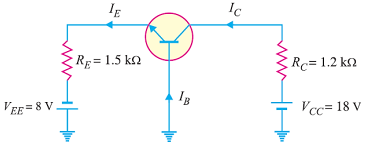 I_E
I_C
R_E = 1.5 kΩ
R_C = 1.2 kΩ
I_B
V_EE = 8 V
V_CC = 18 V